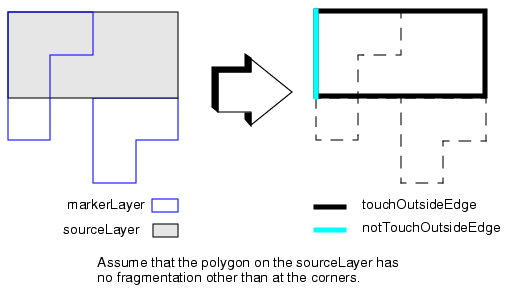 markerLayer
sourceLayer
touchOutsideEdge
notTouchOutsideEdge
Assume that the polygon on the sourceLayer has
no fragmentation other than at the corners.